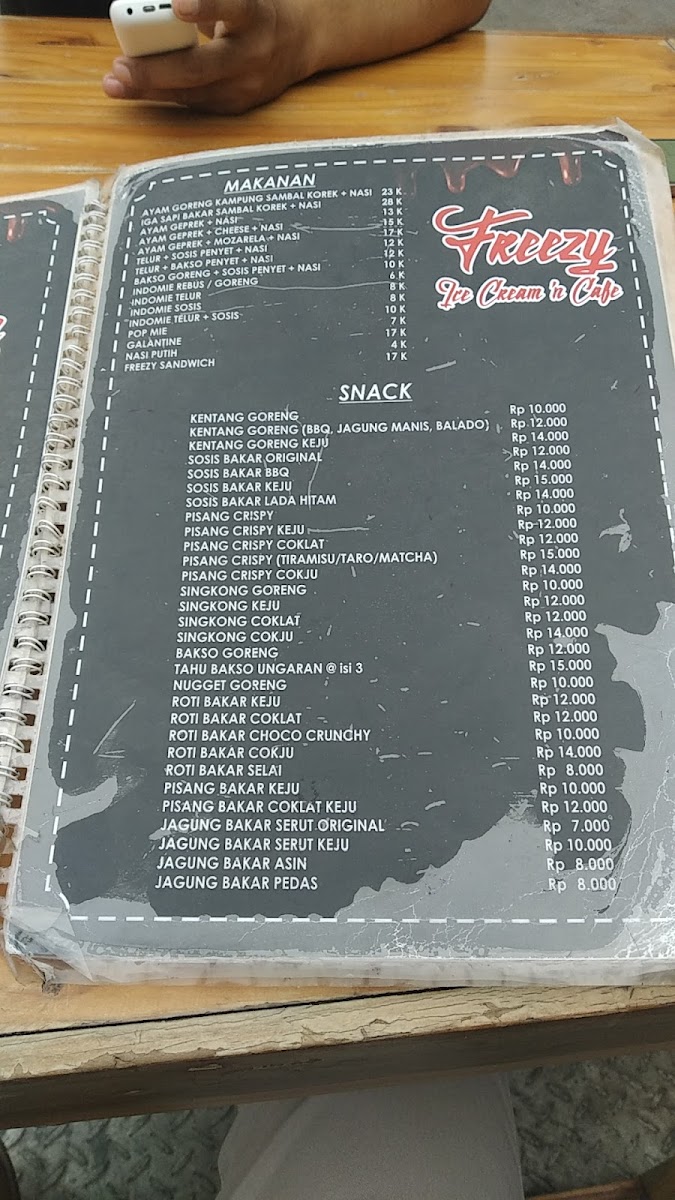 MAKANAN
AYAM GORENG KAMPUNG SAMBAL KOREK + NASI 23 K
IGA SAPI BAKAR SAMBAL KOREK + NASI 28 K
AYAM GEPREK + NASI 13 K
AYAM GEPREK + CHEESE + NASI 15 K
AYAM GEPREK + MOZARELA + NASI 17 K
TELUR + SOSIS PENYET + NASI 12 K
TELUR + BAKSO PENYET + NASI 12 K
BAKSO GORENG + SOSIS PENYET + NASI 10 K
INDOMIE REBUS / GORENG 6 K
INDOMIE TELUR 8 K
INDOMIE SOSIS 8 K
INDOMIE TELUR + SOSIS 10 K
POP MIE 7 K
GALANTINE 17 K
NASI PUTIH 4 K
FREEZY SANDWICH 17 K
Freezy
Ice Cream 'n Cafe
SNACK
KENTANG GORENG Rp 10.000
KENTANG GORENG (BBQ, JAGUNG MANIS, BALADO) Rp 12.000
KENTANG GORENG KEJU Rp 14.000
SOSIS BAKAR ORIGINAL Rp 12.000
SOSIS BAKAR BBQ Rp 14.000
SOSIS BAKAR KEJU Rp 15.000
SOSIS BAKAR LADA HITAM Rp 14.000
PISANG CRISPY Rp 10.000
PISANG CRISPY KEJU Rp 12.000
PISANG CRISPY COKLAT Rp 12.000
PISANG CRISPY (TIRAMISU/TARO/MATCHA) Rp 15.000
PISANG CRISPY COKJU Rp 14.000
SINGKONG GORENG Rp 10.000
SINGKONG KEJU Rp 12.000
SINGKONG COKLAT Rp 12.000
SINGKONG COKJU Rp 14.000
BAKSO GORENG Rp 12.000
TAHU BAKSO UNGARAN @ isi 3 Rp 15.000
NUGGET GORENG Rp 10.000
ROTI BAKAR KEJU Rp 12.000
ROTI BAKAR COKLAT Rp 12.000
ROTI BAKAR CHOCO CRUNCHY Rp 10.000
ROTI BAKAR COKJU Rp 14.000
ROTI BAKAR SELAI Rp 8.000
PISANG BAKAR KEJU Rp 10.000
PISANG BAKAR COKLAT KEJU Rp 12.000
JAGUNG BAKAR SERUT ORIGINAL Rp 7.000
JAGUNG BAKAR SERUT KEJU Rp 10.000
JAGUNG BAKAR ASIN Rp 8.000
JAGUNG BAKAR PEDAS Rp 8.000